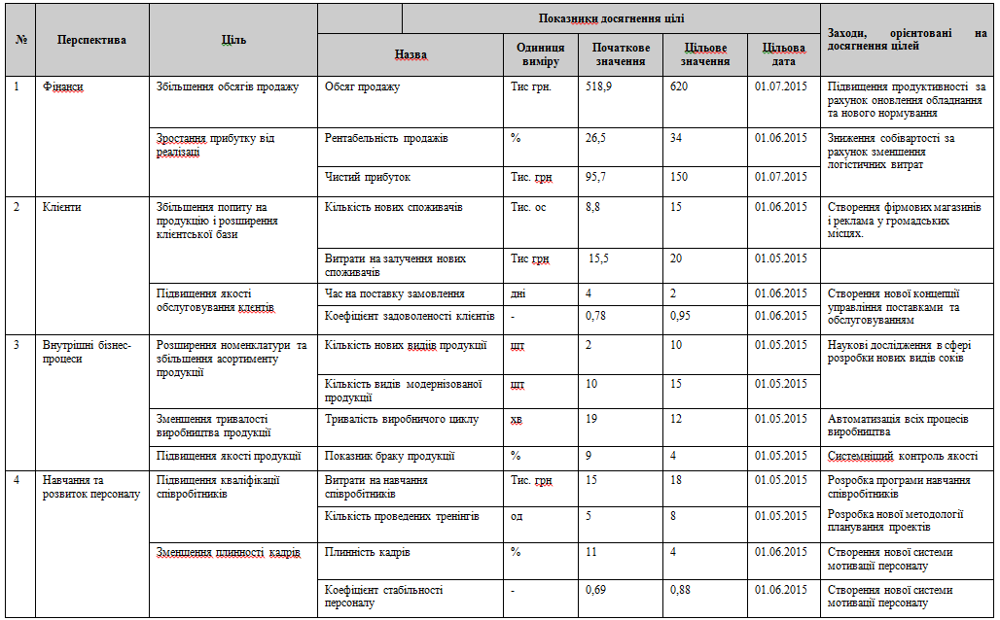 № Перспектива Ціль Показники досягнення цілі Заходи, орієнтовані на
досягнення цілей
Назва Одиниця Початкове Цільове Цільова
виміру значення значення дата
1 Фінанси Збільшення обсягів продажу Обсяг продажу Тис грн. 518,9 620 01.07.2015 Підвищення продуктивності за
рахунок оновлення обладнання
та нового нормування
Зростання прибутку від Рентабельність продажів % 26,5 34 01.06.2015 Зниження собівартості за
реалізаці рахунок зменшення
логістичних витрат
Чистий прибуток Тис. грн 95,7 150 01.07.2015
2 Клієнти Збільшення попиту на Кількість нових споживачів Тис. ос 8,8 15 01.06.2015 Створення фірмових магазинів
продукцію і розширення і реклама у громадських
клієнтської бази місцях.
Витрати на залучення нових Тис грн 15,5 20 01.05.2015
споживачів
Підвищення якості Час на поставку замовлення дні 4 2 01.06.2015 Створення нової концепції
обслуговування клєнтів управління поставками та
Коефіцієнт задоволеності клієнтів - 0,78 0,95 01.06.2015 обслуговуванням
3 Внутрішні бізнес- Розширення номенклатури та Кількість нових видіїв продукції шт 2 10 01.05.2015 Наукові дослідження в сфері
процеси збільшення асортименту розробки нових видів соків
продукції
Кількість видів модернізованої шт 10 15 01.05.2015
продукції
Зменшення тривалості Тривалість виробничого циклу хв 19 12 01.05.2015 Автоматизація всіх процесів
виробництва продукції виробництва
Підвищення якості продукції Показник браку продукції % 9 4 01.05.2015 Системніший контроль якості
4 Навчання та Підвищення кваліфікації Витрати на навчання Тис. грн 15 18 01.05.2015 Розробка програми навчання
розвиток персоналу співробітників співробітників співробітників
Кількість проведених тренінгів од 5 8 01.05.2015 Розробка нової методології
планування проектів
Зменшення плинності кадрів Плинність кадрів % 11 4 01.06.2015 Створення нової системи
мотивації персоналу
Коефіцієнт стабільності - 0,69 0,88 01.06.2015 Створення нової системи
персоналу мотивації персоналу